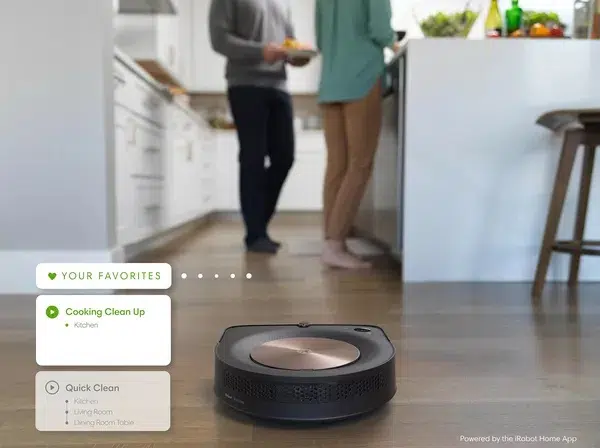 YOUR FAVORITES
Cooking Clean Up
Kitchen
Quick Clean
Kitchen
Living Room
Dining Room Table
Powered by the iRobot Home App